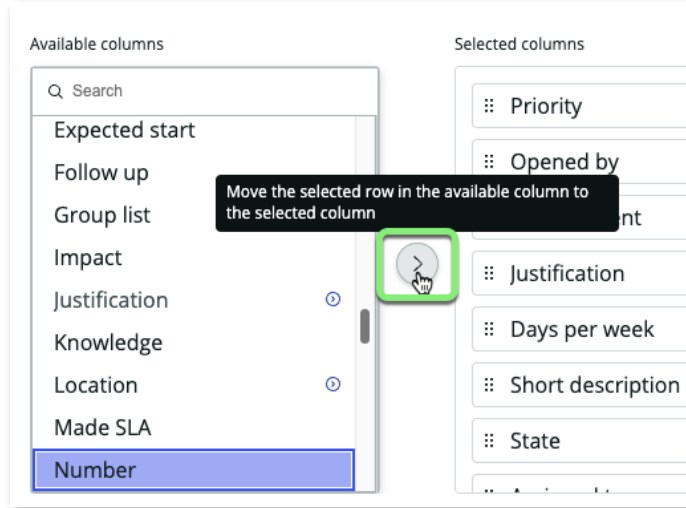 Available columns
Search
Expected start
Follow up
Group list
Impact
Justification
Knowledge
Location
Made SLA
Number
Move the selected row in the available column to
the selected column
Selected columns
Priority
Opened by
nt
Justification
Days per week
Short description
State